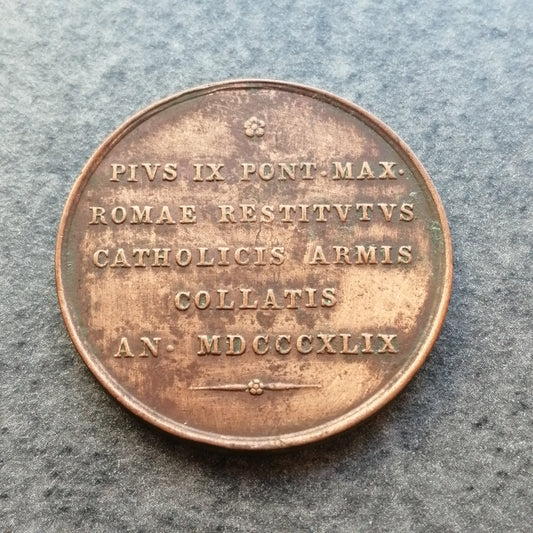 PIVS IX PONT·MAX·
ROMAE RESTITVTVS
CATHOLICIS ARMIS
COLLATIS
AN· MDCCCXLIX